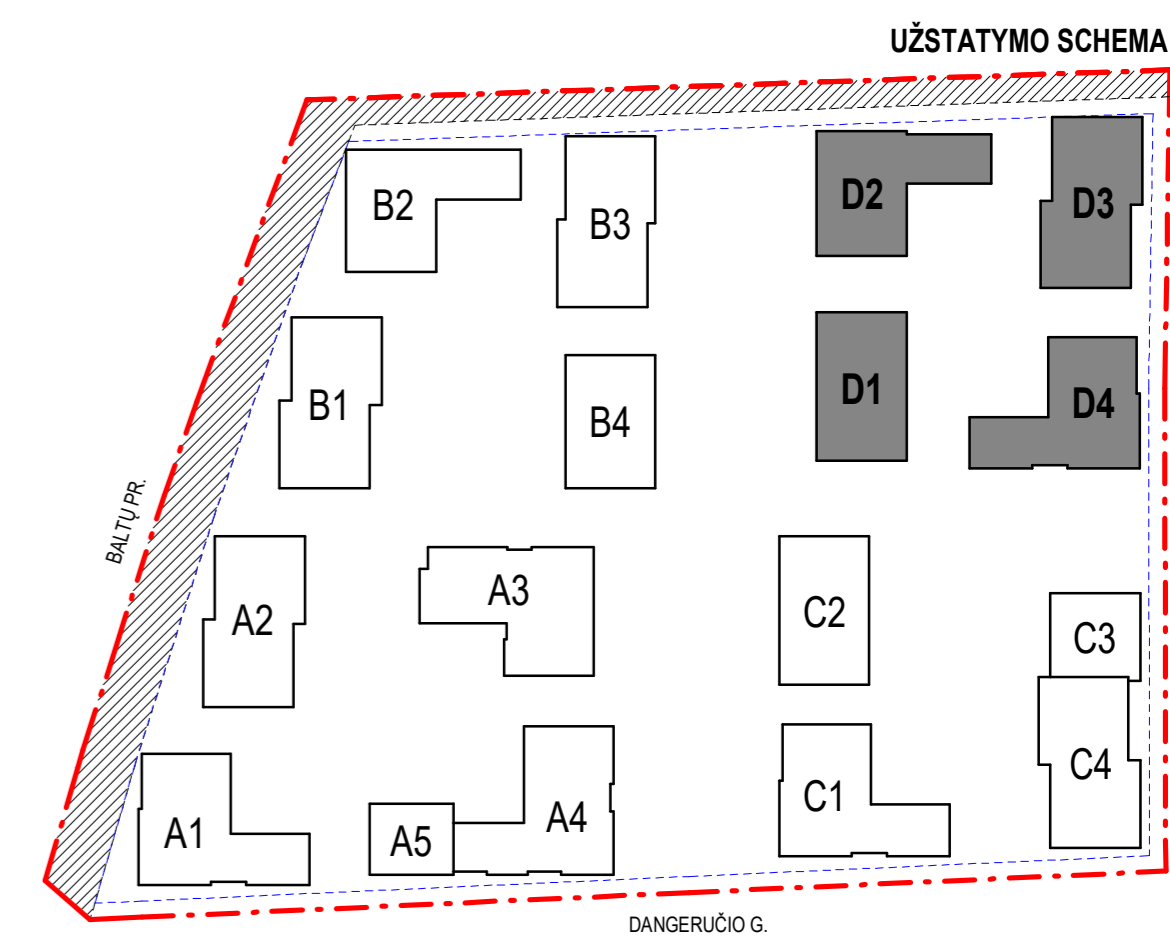 UŽSTATYMO SCHEMA
B2
B3
D2
D3
B1
B4
D1
D4
BALTŲ PR.
A2
A3
C2
C3
A1
A5
A4
C1
C4
DANGERUČIO G.